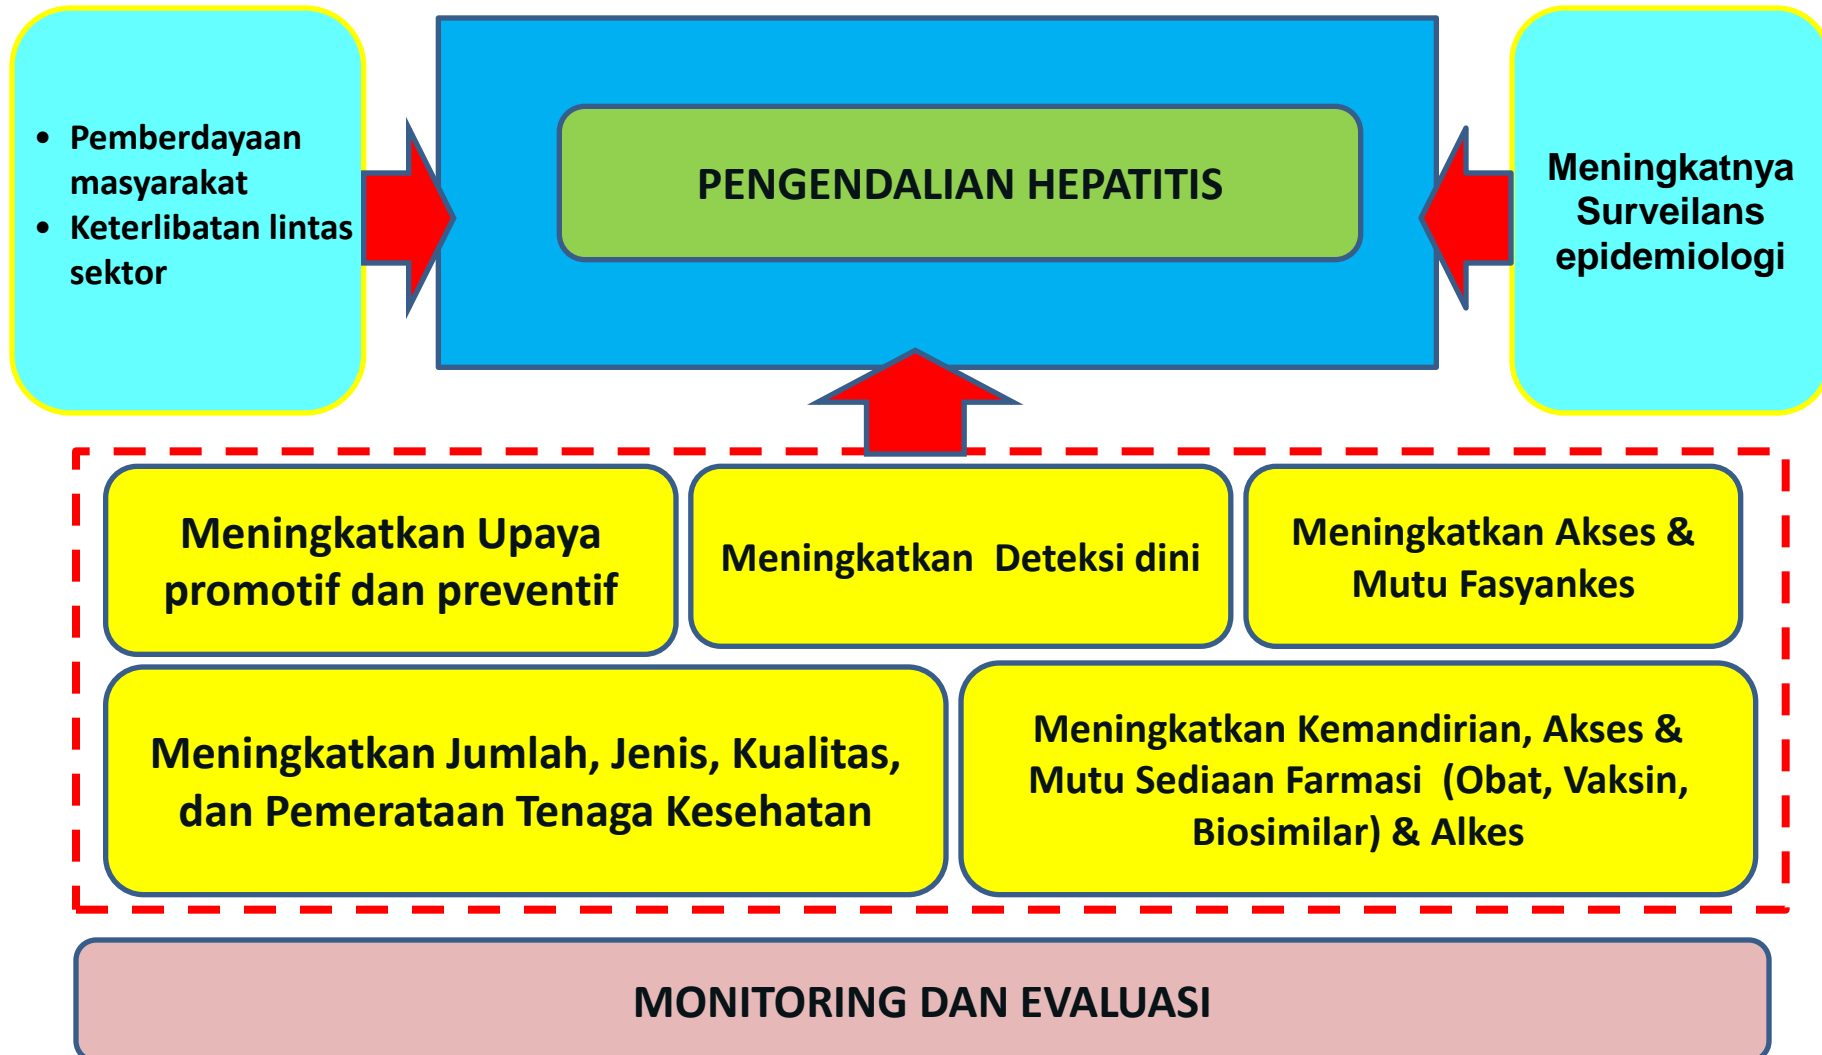 • Pemberdayaan
masyarakat
• Keterlibatan lintas
sektor
PENGENDALIAN HEPATITIS
Meningkatnya
Surveilans
epidemiologi
Meningkatkan Upaya
promotif dan preventif
Meningkatkan Deteksi dini
Meningkatkan Akses &
Mutu Fasyankes
Meningkatkan Jumlah, Jenis, Kualitas,
dan Pemerataan Tenaga Kesehatan
Meningkatkan Kemandirian, Akses &
Mutu Sediaan Farmasi (Obat, Vaksin,
Biosimilar) & Alkes
MONITORING DAN EVALUASI